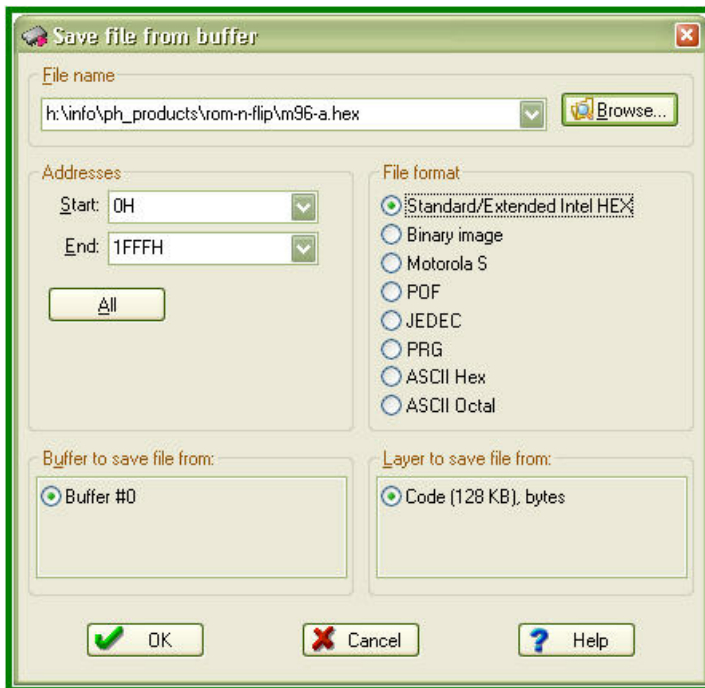 Save file from buffer
File name
h:\info\ph_products\rom-n-flip\m96-a.hex
Browse...
Addresses
Start: 0H
End: 1FFFH
All
File format
Standard/Extended Intel HEX
Binary image
Motorola S
POF
JEDEC
PRG
ASCII Hex
ASCII Octal
Buffer to save file from:
Buffer #0
Layer to save file from:
Code (128 KB), bytes
OK
Cancel
Help